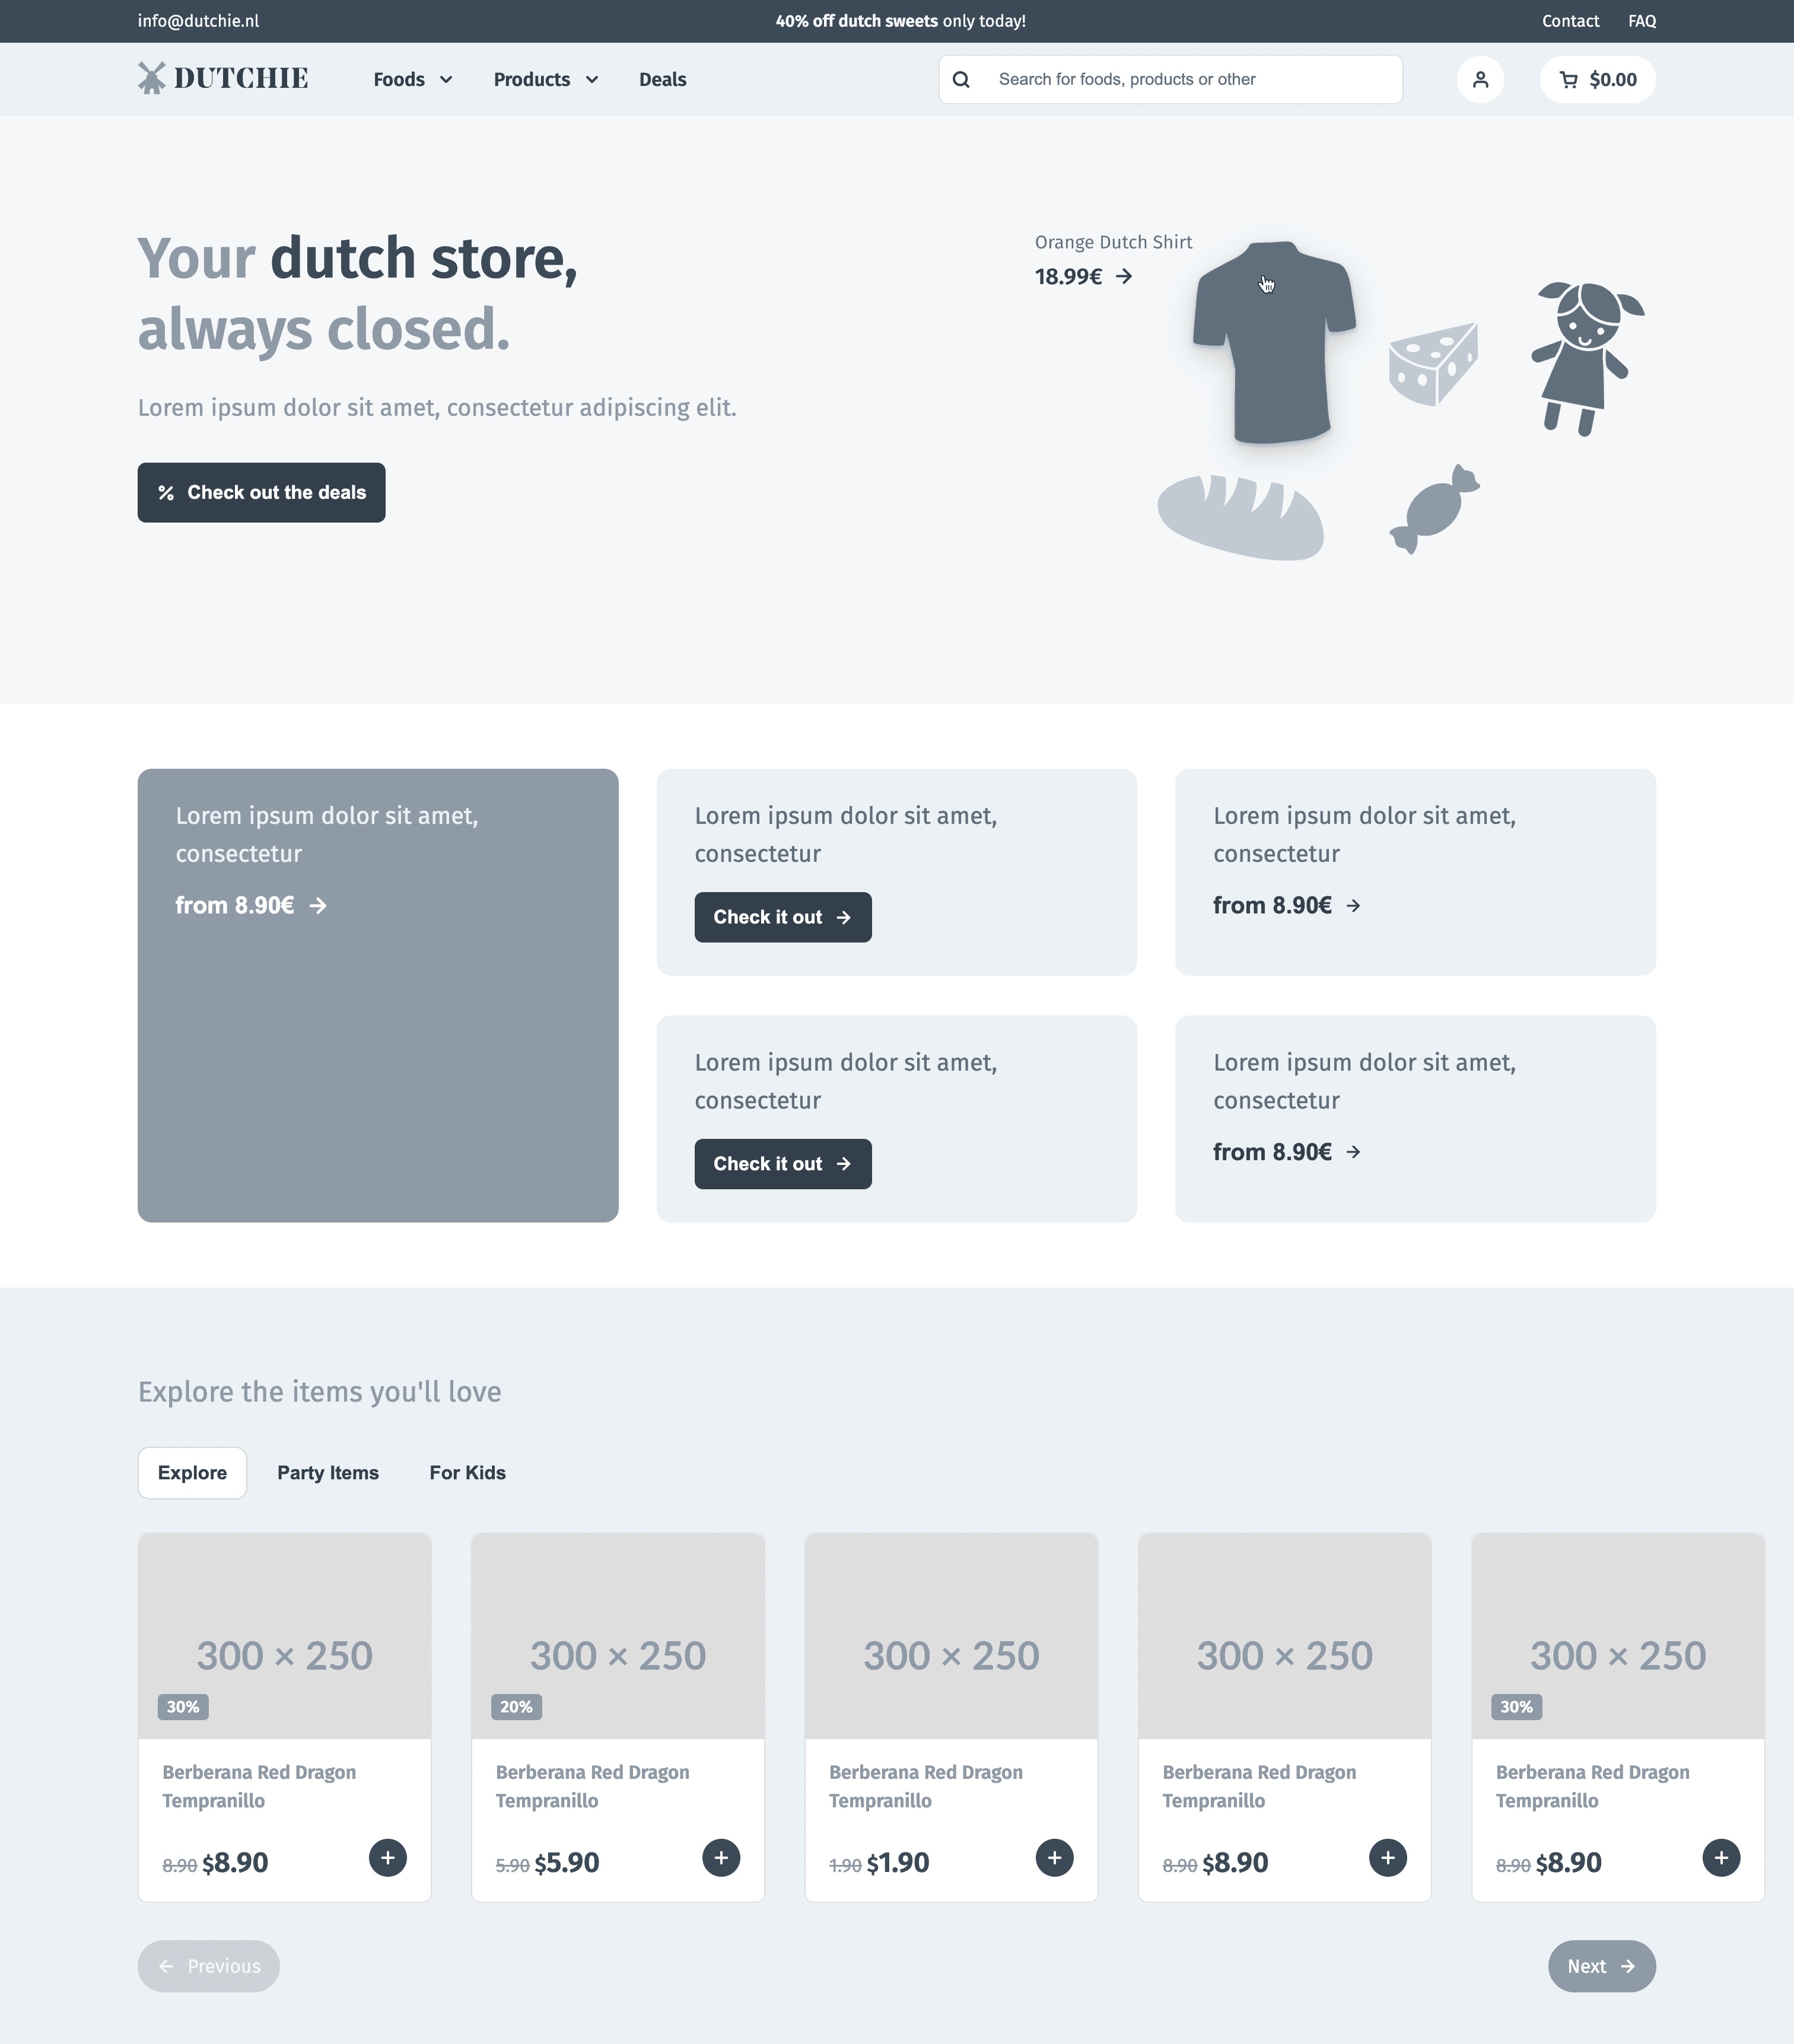 info@dutchie.nl
40% off dutch sweets only today!
Contact
FAQ
DUTCHIE
Foods
Products
Deals
Search for foods, products or other
$0.00
Your dutch store,
always closed.
Lorem ipsum dolor sit amet, consectetur adipiscing elit.
Check out the deals
Orange Dutch Shirt
18.99€
Lorem ipsum dolor sit amet,
consectetur
from 8.90€
Lorem ipsum dolor sit amet,
consectetur
Check it out
Lorem ipsum dolor sit amet,
consectetur
from 8.90€
Lorem ipsum dolor sit amet,
consectetur
Check it out
Lorem ipsum dolor sit amet,
consectetur
from 8.90€
Explore the items you'll love
Explore
Party Items
For Kids
300 × 250
30%
Berberana Red Dragon
Tempranillo
8.90 $8.90
300 × 250
20%
Berberana Red Dragon
Tempranillo
5.90 $5.90
300 × 250
Berberana Red Dragon
Tempranillo
1.90 $1.90
300 × 250
Berberana Red Dragon
Tempranillo
8.90 $8.90
300 × 250
30%
Berberana Red Dragon
Tempranillo
8.90 $8.90
Previous
Next